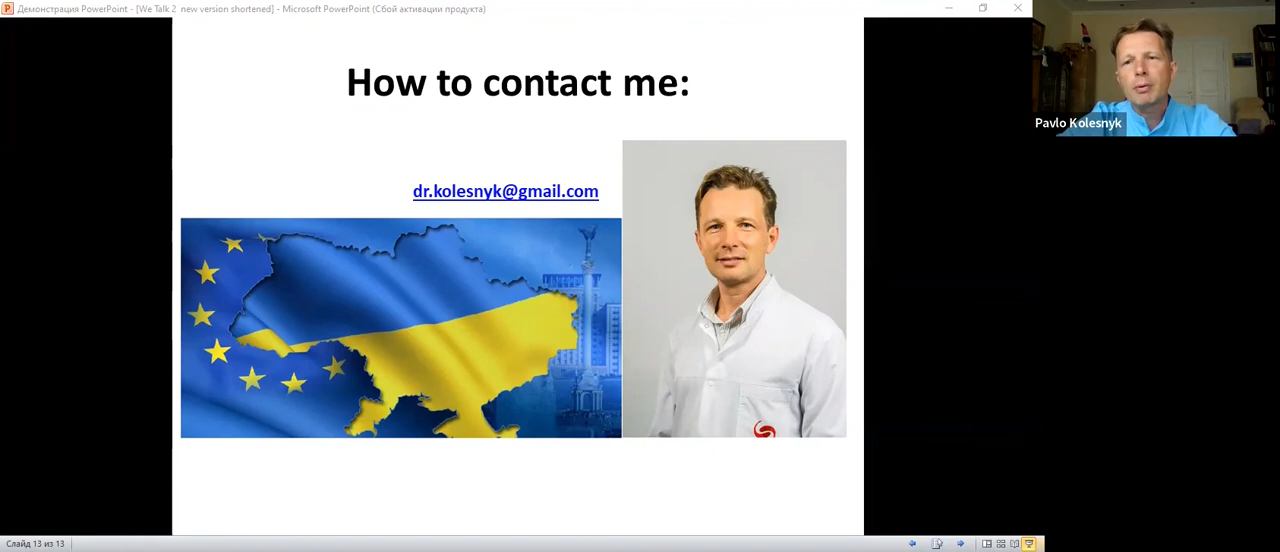 Демонстрация PowerPoint - [We Talk 2 new version shortened] - Microsoft PowerPoint (Сбой активации продукта)
How to contact me:
Pavlo Kolesnyk
dr.kolesnyk@gmail.com
Слайд 13 из 13